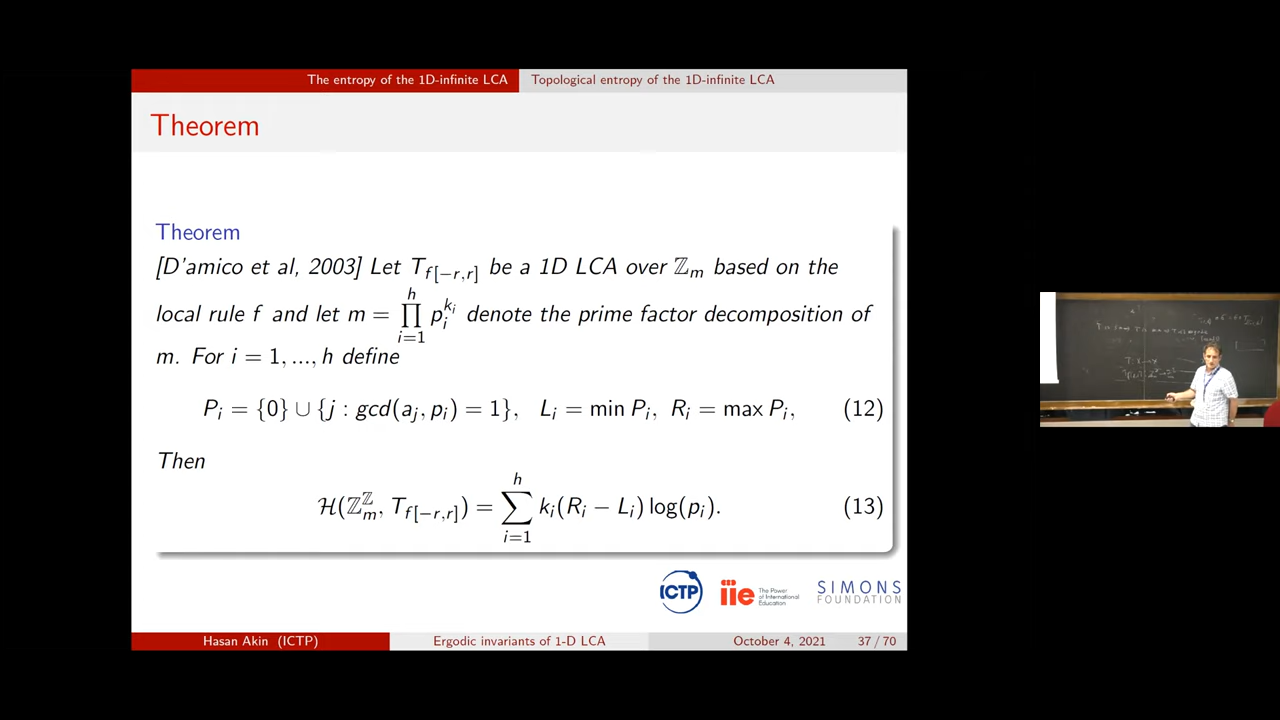 The entropy of the 1D-infinite LCA Topological entropy of the 1D-infinite LCA
Theorem
Theorem
[D'amico et al, 2003] Let T_{f[−r,r]} be a 1D LCA over ℤ_m based on the
local rule f and let m = ∏_{i=1}^{h} p_i^{k_i} denote the prime factor decomposition of
m. For i = 1, ..., h define
P_i = {0} ∪ {j : gcd(a_j, p_i) = 1}, L_i = min P_i, R_i = max P_i, (12)
Then
ℋ(ℤ_m^ℤ, T_{f[−r,r]}) = ∑_{i=1}^{h} k_i(R_i − L_i) log(p_i). (13)
ICTP iie The Power of International Education SIMONS FOUNDATION
Hasan Akin (ICTP) Ergodic invariants of 1-D LCA October 4, 2021 37 / 70